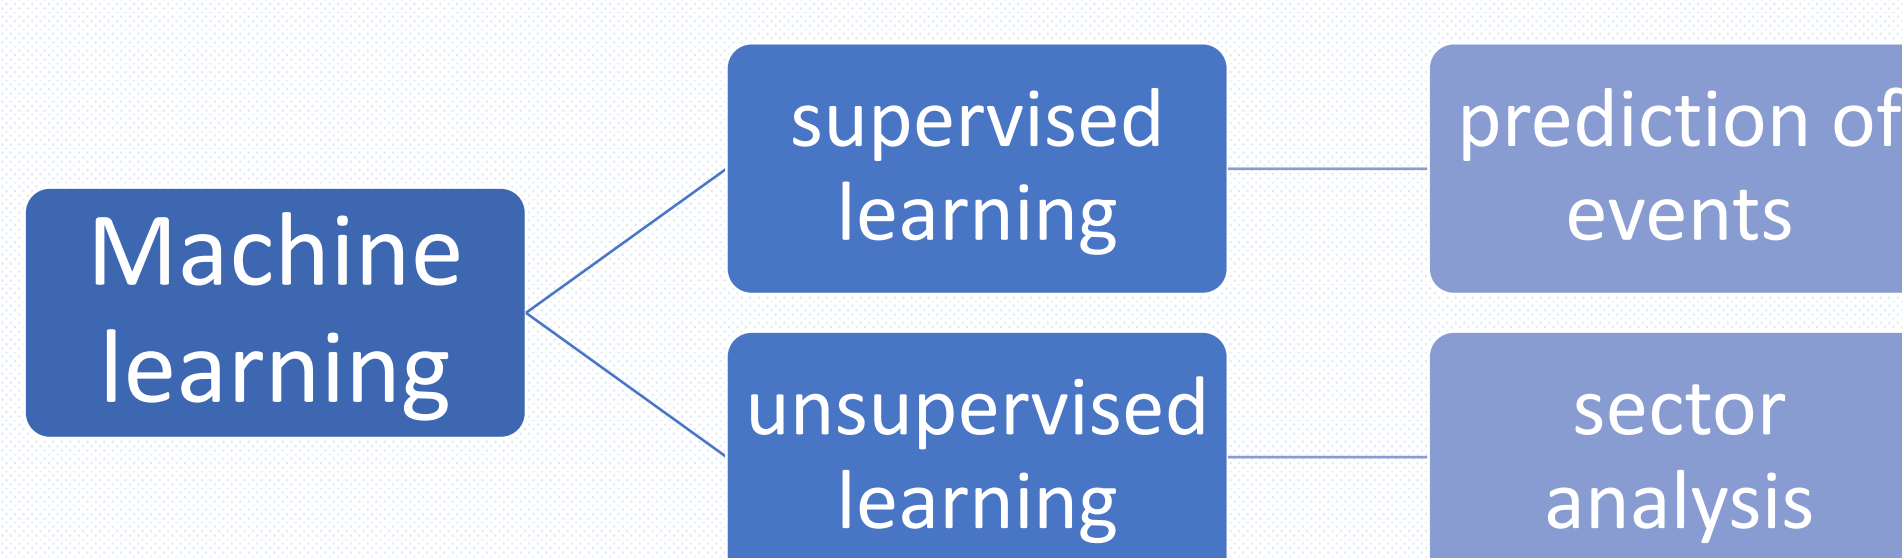 Machine
learning
supervised
learning
prediction of
events
unsupervised
learning
sector
analysis